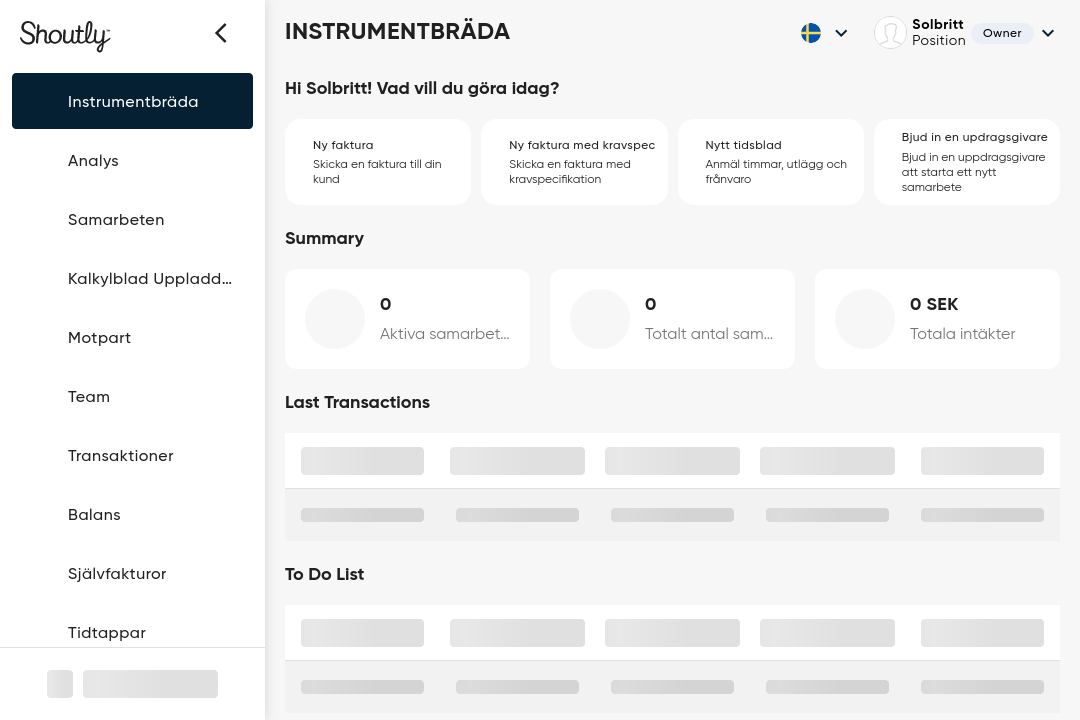 Shoutly
Instrumentbräda
Analys
Samarbeten
Kalkylblad Uppladd...
Motpart
Team
Transaktioner
Balans
Självfakturor
Tidtappar
INSTRUMENTBRÄDA
Solbritt
Position
Owner
Hi Solbritt! Vad vill du göra idag?
Ny faktura
Skicka en faktura till din
kund
Ny faktura med kravspec
Skicka en faktura med
kravspecifikation
Nytt tidsblad
Anmäl timmar, utlägg och
frånvaro
Bjud in en updragsgivare
Bjud in en uppdragsgivare
att starta ett nytt
samarbete
Summary
0
Aktiva samarbet...
0
Totalt antal sam...
0 SEK
Totala intäkter
Last Transactions
To Do List